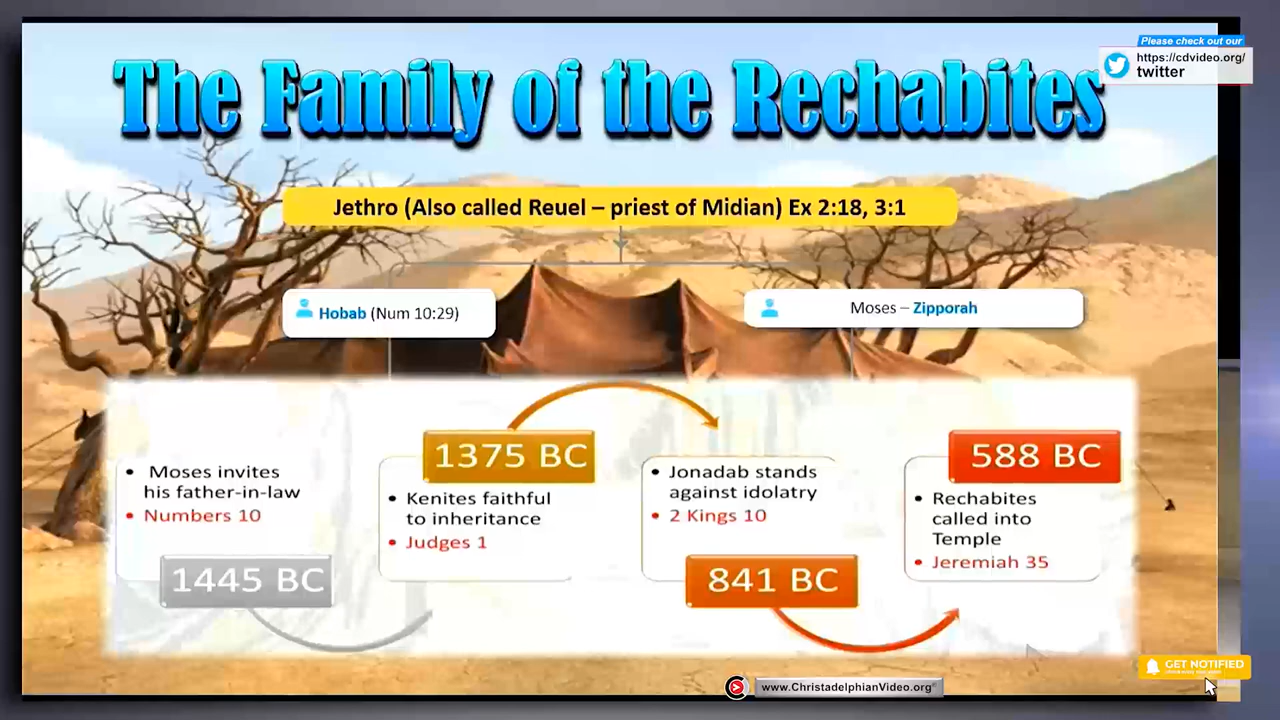 Please check out our
https://cdvideo.org/
twitter
The Family of the Rechabites
Jethro (Also called Reuel – priest of Midian) Ex 2:18, 3:1
Hobab (Num 10:29)
Moses – Zipporah
• Moses invites
his father-in-law
• Numbers 10
1445 BC
1375 BC
• Kenites faithful
to inheritance
• Judges 1
• Jonadab stands
against idolatry
• 2 Kings 10
841 BC
588 BC
• Rechabites
called into
Temple
• Jeremiah 35
GET NOTIFIED
www.ChristadelphianVideo.org